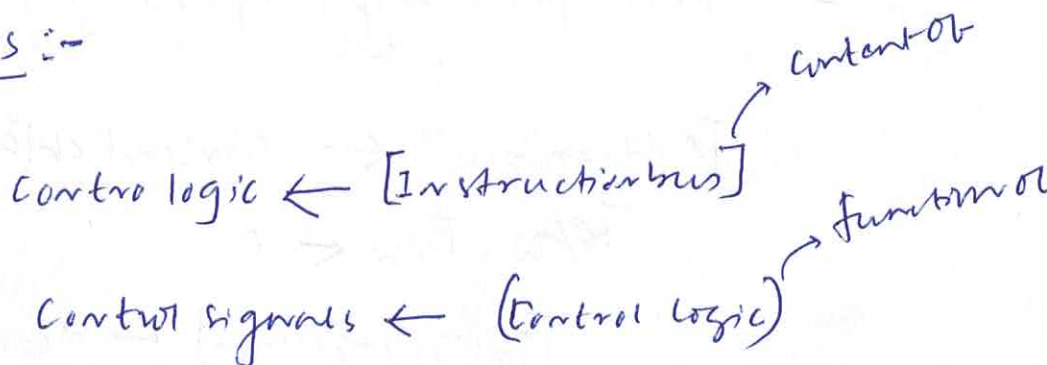 s :-
content of
Contro logic ← [Instructionbus]
function of
Control signals ← (Control logic)